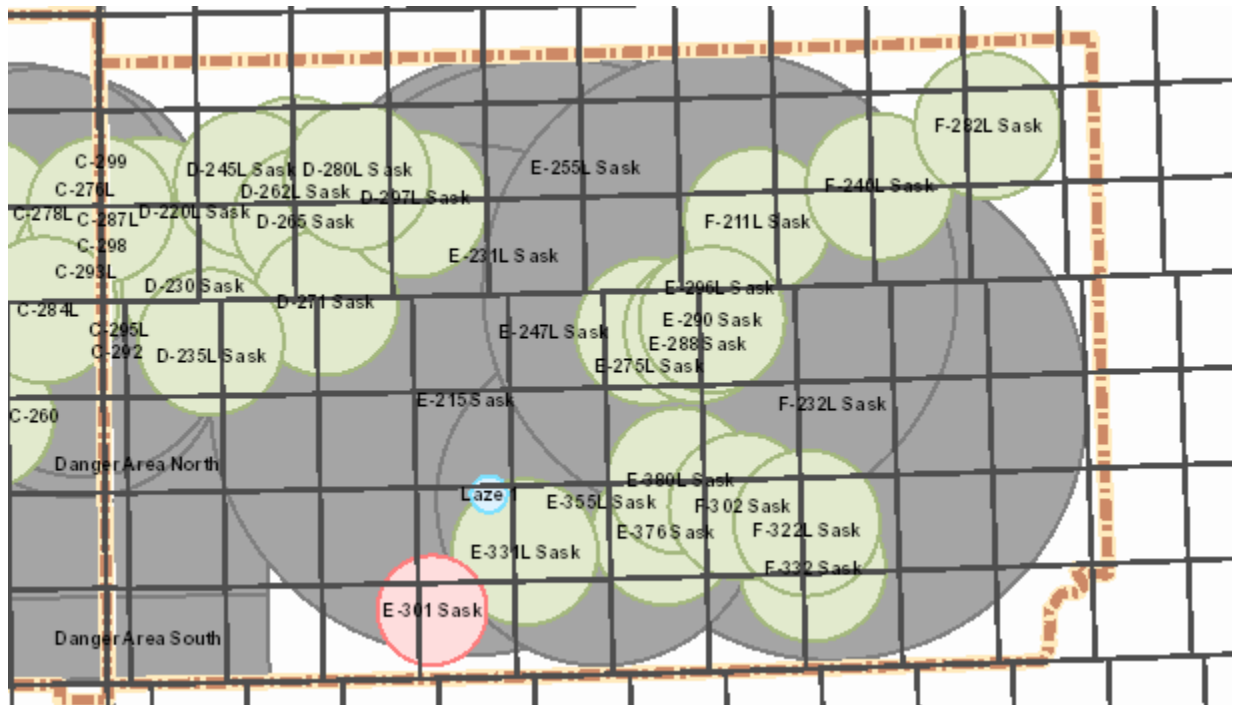 F-282L Sask
C-299
E-255L Sask
D-245L Sask
D-280L Sask
F-240L Sask
C-276L
D-262L Sask
D-297L Sask
C-278L
C-287L
D-220L Sask
D-265 Sask
F-211L Sask
C-298
E-231L Sask
C-293L
D-230 Sask
E-296L Sask
D-271 Sask
C-284L
E-290 Sask
C-295L
E-247L Sask
E-288 Sask
C-292
D-235L Sask
E-275L Sask
E-215 Sask
F-232L Sask
C-260
Danger Area North
E-380L Sask
Laze 1
E-355L Sask
F-302 Sask
E-376 Sask
F-322L Sask
E-331L Sask
F-332 Sask
E-301 Sask
Danger Area South